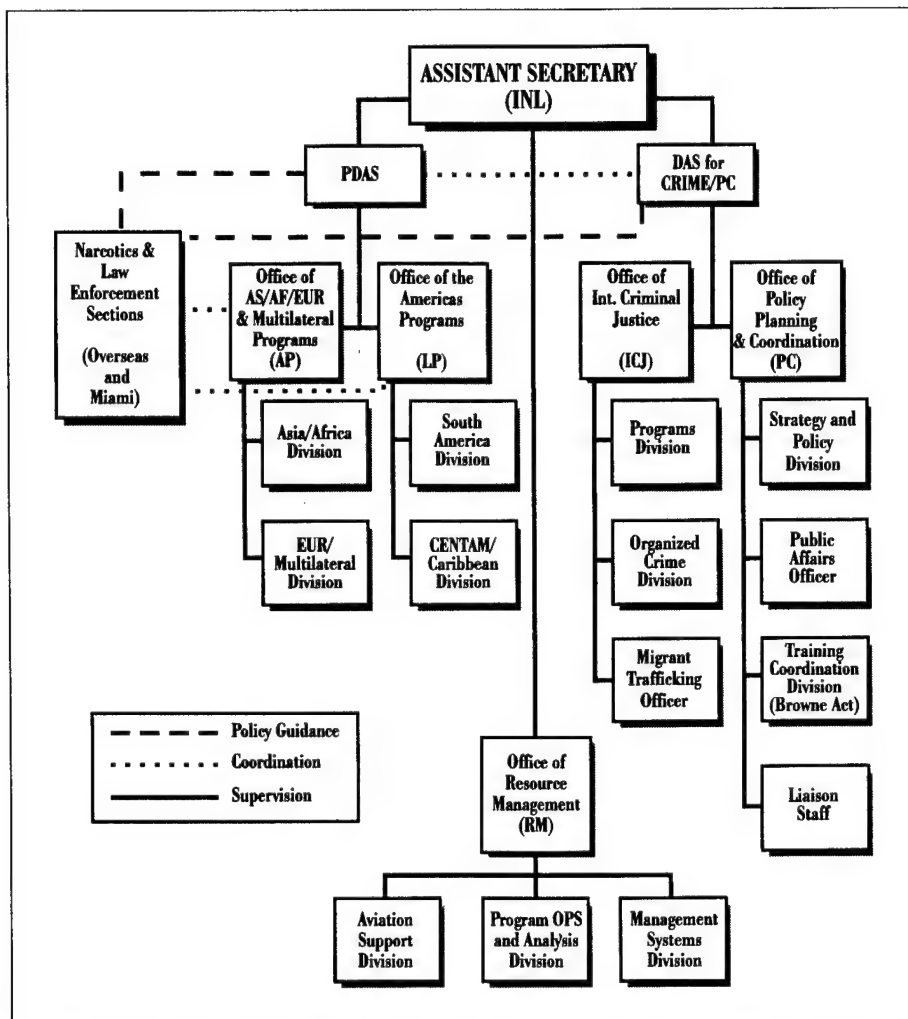 ASSISTANT SECRETARY
(INL)
PDAS
DAS for
CRIME/PC
Narcotics &
Law
Enforcement
Sections
(Overseas
and
Miami)
Office of
AS/AF/EUR
& Multilateral
Programs
(AP)
Office of the
Americas
Programs
(LP)
Office of
Int. Criminal
Justice
(ICJ)
Office of
Policy
Planning
& Coordination
(PC)
Asia/Africa
Division
South
America
Division
Programs
Division
Strategy and
Policy
Division
EUR/
Multilateral
Division
CENTAM/
Caribbean
Division
Organized
Crime
Division
Public
Affairs
Officer
Migrant
Trafficking
Officer
Training
Coordination
Division
(Browne Act)
Liaison
Staff
Policy Guidance
Coordination
Supervision
Office of
Resource
Management
(RM)
Aviation
Support
Division
Program OPS
and Analysis
Division
Management
Systems
Division